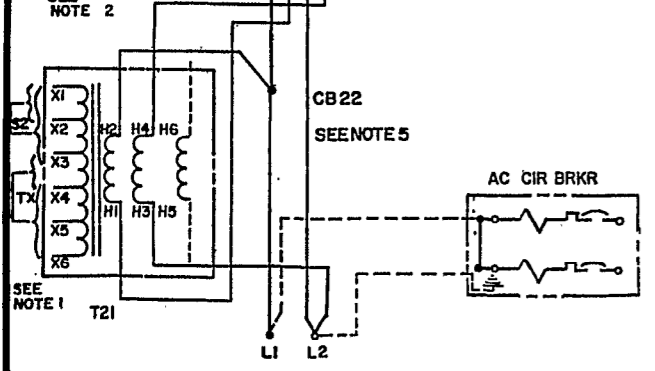 NOTE 2
X1
S2
X2
H2 H4 H6
X3
TX
X4
H1 H3 H5
X5
X6
SEE
NOTE 1
T21
CB22
SEE NOTE 5
AC CIR BRKR
L1 L2